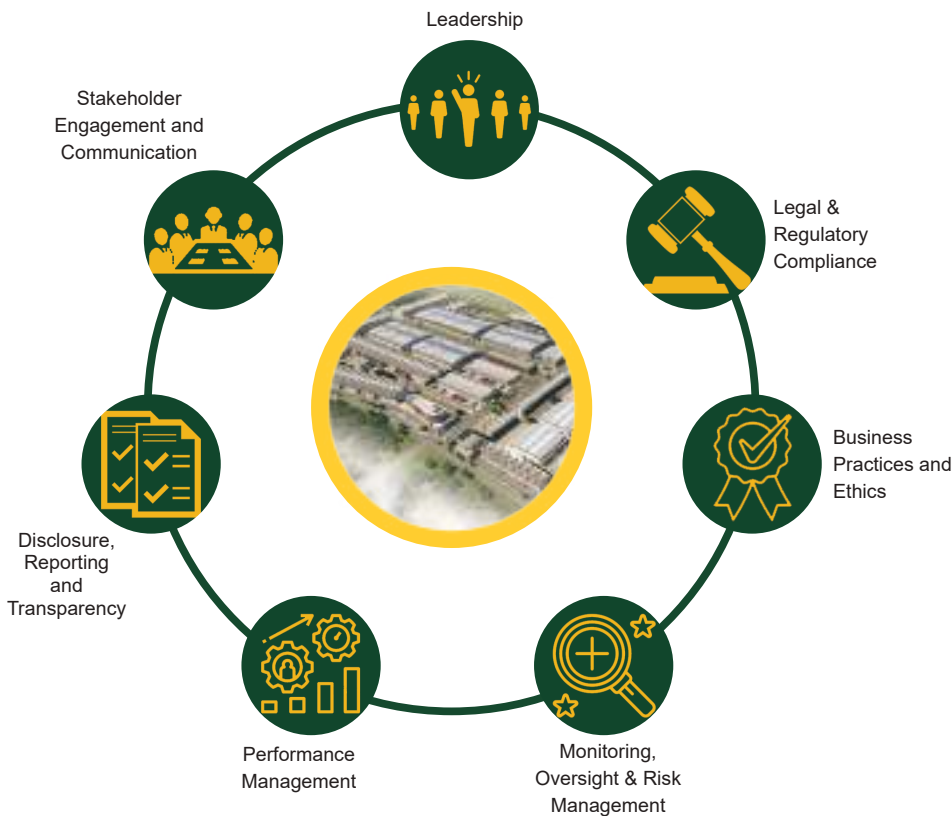 Leadership
Stakeholder
Engagement and
Communication
Legal &
Regulatory
Compliance
Business
Practices and
Ethics
Disclosure,
Reporting
and
Transparency
Performance
Management
Monitoring,
Oversight & Risk
Management